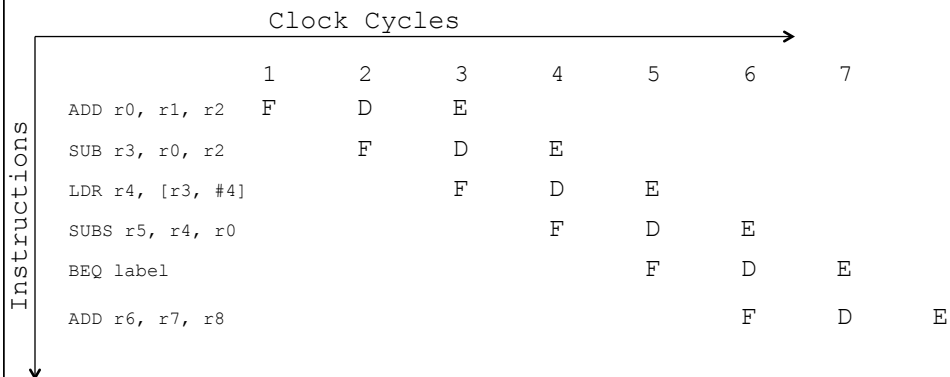 Clock Cycles
1 2 3 4 5 6 7
ADD r0, r1, r2 F D E
SUB r3, r0, r2 F D E
LDR r4, [r3, #4] F D E
SUBS r5, r4, r0 F D E
BEQ label F D E
ADD r6, r7, r8 F D E
Instructions